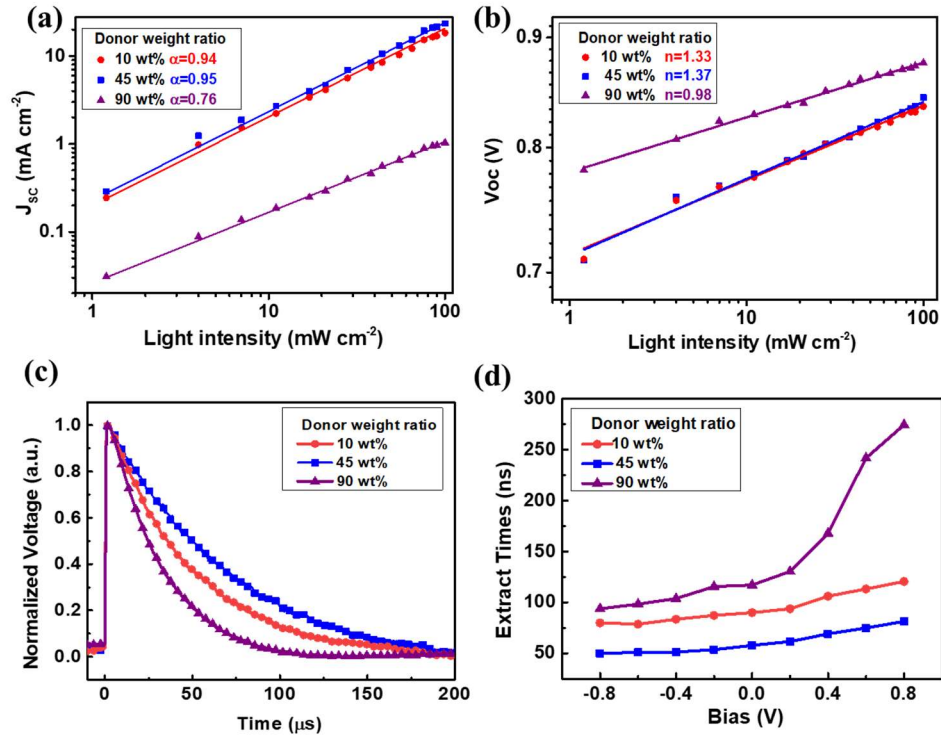 (a)
Donor weight ratio
10 wt% α=0.94
45 wt% α=0.95
90 wt% α=0.76
10
1
0.1
J_SC (mA cm⁻²)
1
10
100
Light intensity (mW cm⁻²)
(b)
Donor weight ratio
10 wt% n=1.33
45 wt% n=1.37
90 wt% n=0.98
0.9
0.8
0.7
Voc (V)
1
10
100
Light intensity (mW cm⁻²)
(c)
Donor weight ratio
10 wt%
45 wt%
90 wt%
1.0
0.8
0.6
0.4
0.2
0.0
Normalized Voltage (a.u.)
0
50
100
150
200
Time (μs)
(d)
Donor weight ratio
10 wt%
45 wt%
90 wt%
300
250
200
150
100
50
Extract Times (ns)
-0.8
-0.4
0.0
0.4
0.8
Bias (V)